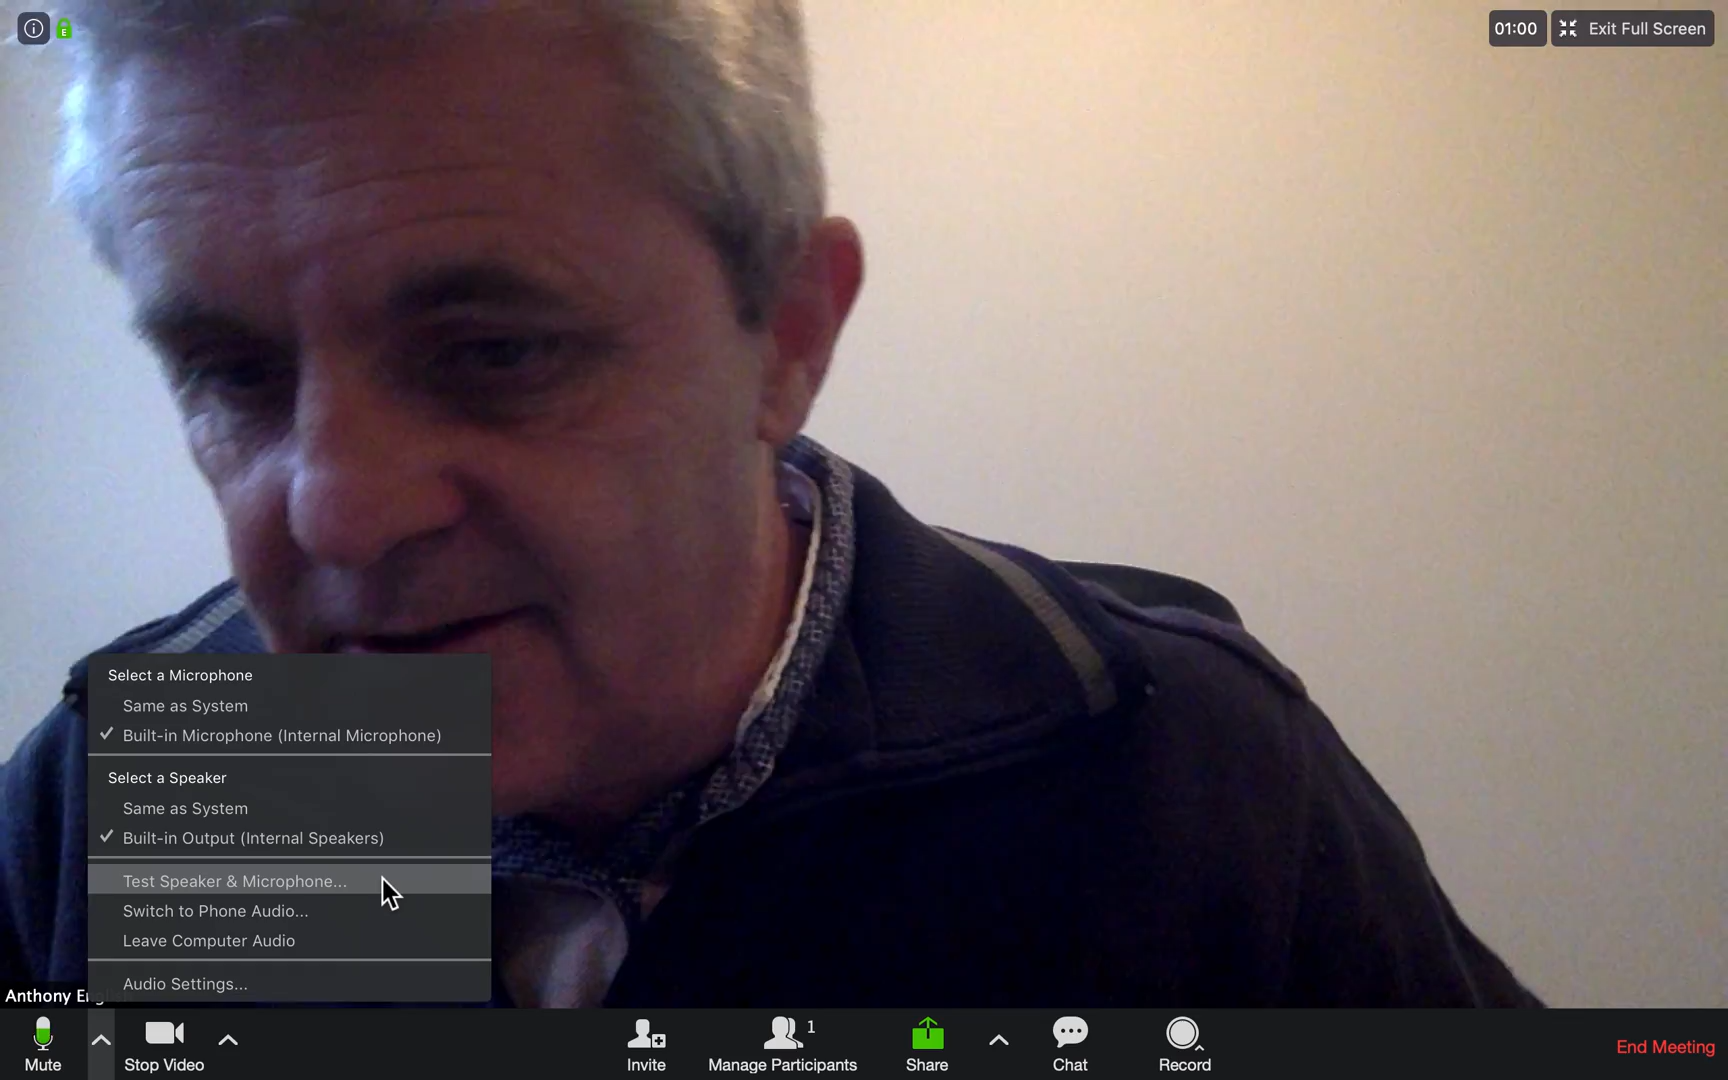 E
01:00
Exit Full Screen
Select a Microphone
Same as System
Built-in Microphone (Internal Microphone)
Select a Speaker
Same as System
Built-in Output (Internal Speakers)
Test Speaker & Microphone...
Switch to Phone Audio...
Leave Computer Audio
Audio Settings...
Anthony
Mute
Stop Video
Invite
1
Manage Participants
Share
Chat
Record
End Meeting